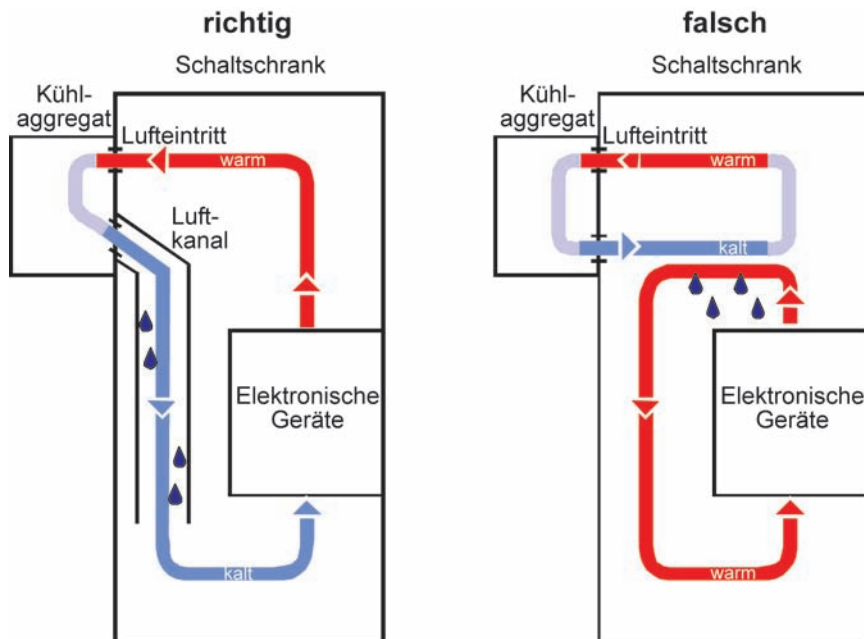 richtig
Schaltschrank
Kühl-
aggregat
Lufteintritt
warm
Luft-
kanal
Elektronische
Geräte
kalt
falsch
Schaltschrank
Kühl-
aggregat
Lufteintritt
warm
kalt
Elektronische
Geräte
warm